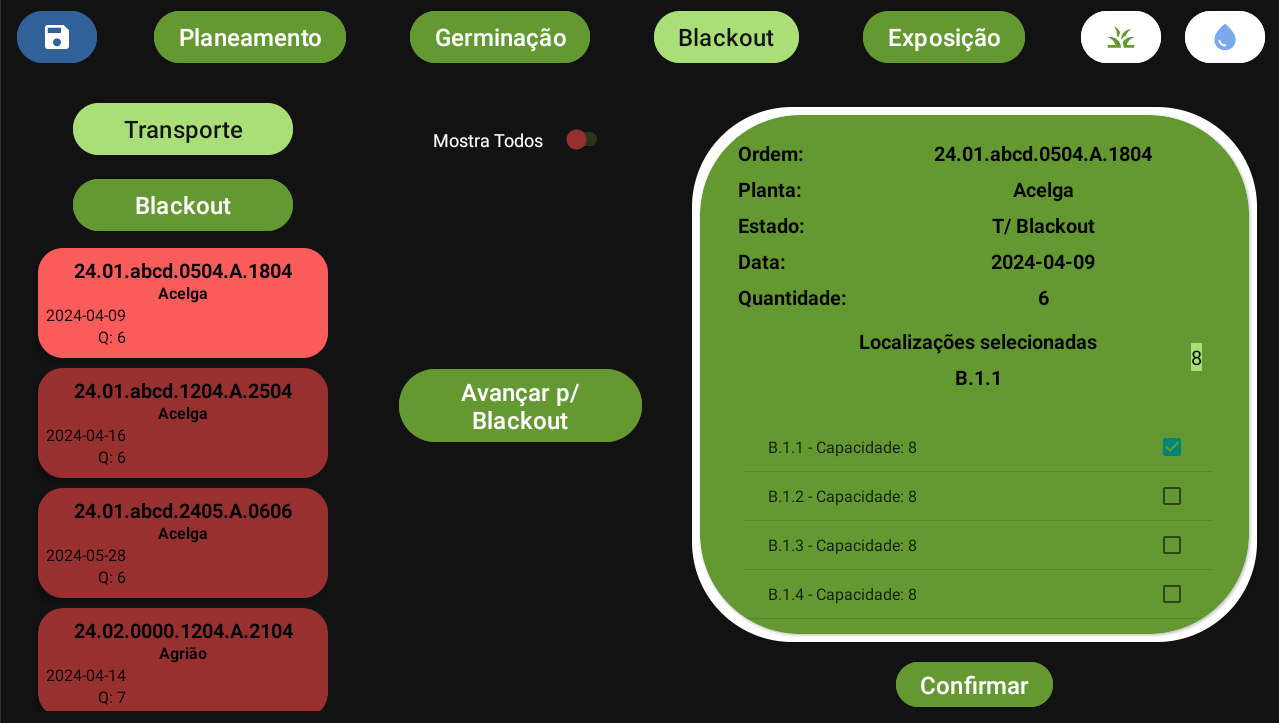 Planeamento
Germinação
Blackout
Exposição
Transporte
Blackout
24.01.abcd.0504.A.1804
Acelga
2024-04-09
Q: 6
24.01.abcd.1204.A.2504
Acelga
2024-04-16
Q: 6
24.01.abcd.2405.A.0606
Acelga
2024-05-28
Q: 6
24.02.0000.1204.A.2104
Agrião
2024-04-14
Q: 7
Mostra Todos
Avançar p/
Blackout
Ordem: 24.01.abcd.0504.A.1804
Planta: Acelga
Estado: T/ Blackout
Data: 2024-04-09
Quantidade: 6
Localizações selecionadas
8
B.1.1
B.1.1 - Capacidade: 8
B.1.2 - Capacidade: 8
B.1.3 - Capacidade: 8
B.1.4 - Capacidade: 8
Confirmar